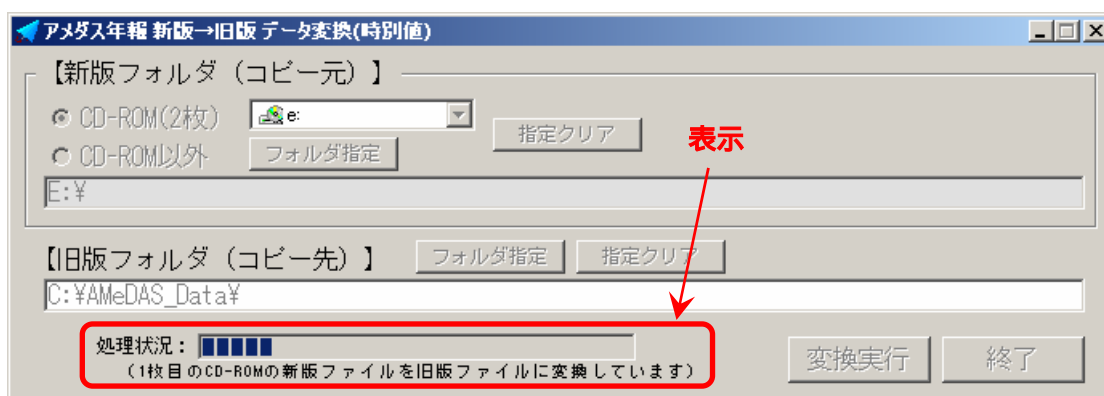 アメダス年報 新版→旧版 データ変換(時別値)
【新版フォルダ（コピー元）】
CD-ROM(2枚) e: 指定クリア 表示
CD-ROM以外 フォルダ指定
E:¥
【旧版フォルダ（コピー先）】 フォルダ指定 指定クリア
C:¥AMeDAS_Data¥
処理状況：
（1枚目のCD-ROMの新版ファイルを旧版ファイルに変換しています） 変換実行 終了